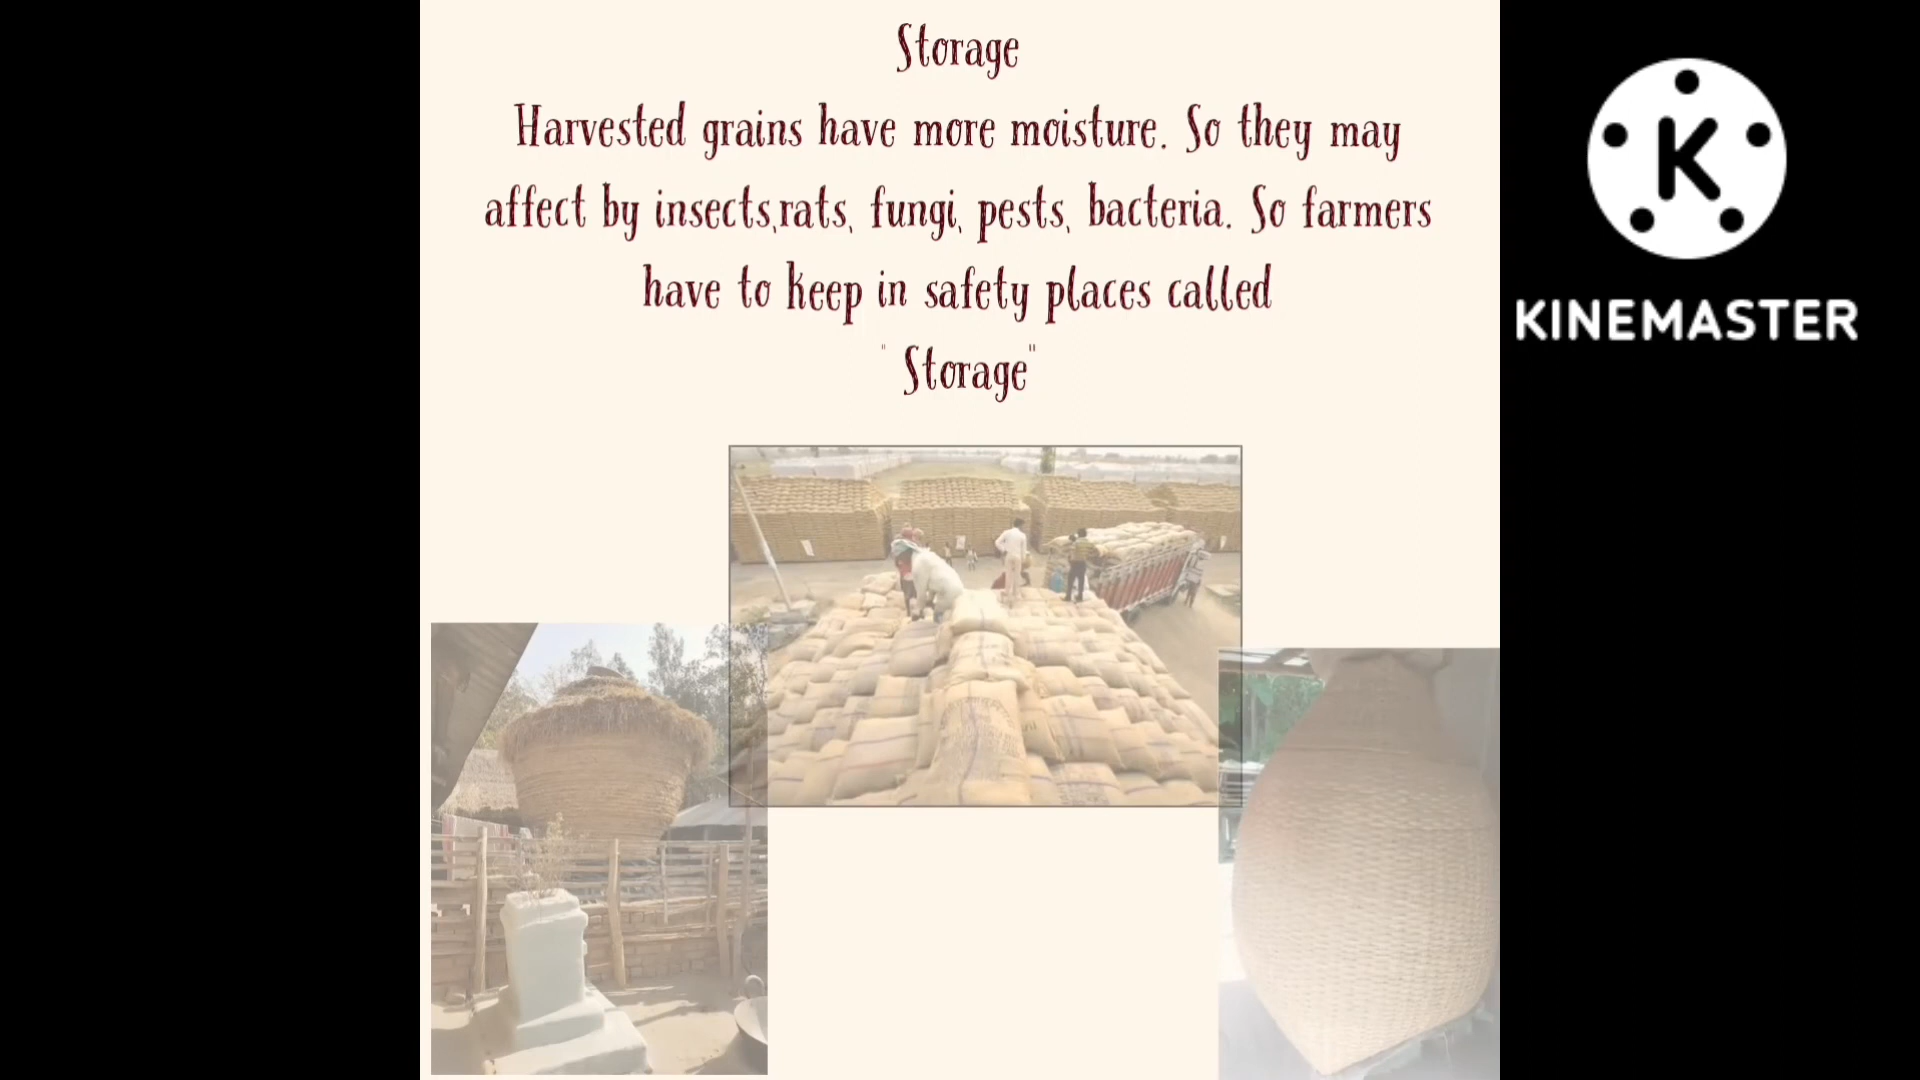 Storage
Harvested grains have more moisture. So they may
affect by insects,rats, fungi, pests, bacteria. So farmers
have to keep in safety places called
" Storage"
K
KINEMASTER